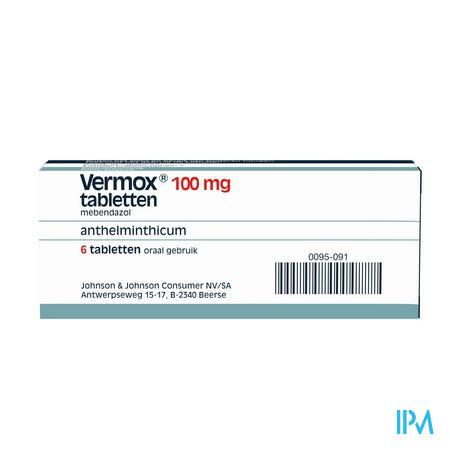 Vermox® 100 mg
tabletten
mebendazol
anthelminthicum
6 tabletten oraal gebruik
0095-091
Johnson & Johnson Consumer NV/SA
Antwerpseweg 15-17, B-2340 Beerse
IPM